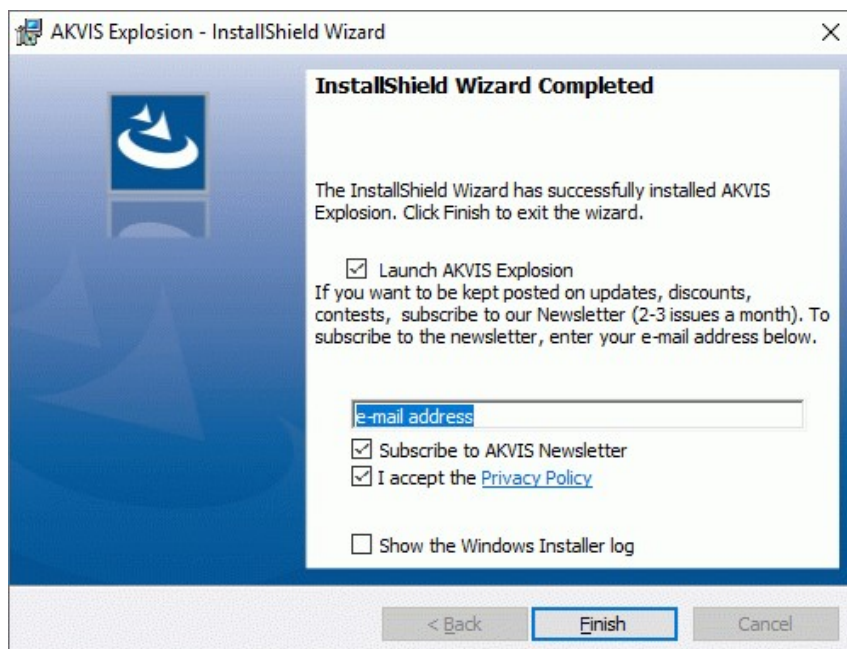 AKVIS Explosion - InstallShield Wizard
InstallShield Wizard Completed
The InstallShield Wizard has successfully installed AKVIS
Explosion. Click Finish to exit the wizard.
Launch AKVIS Explosion
If you want to be kept posted on updates, discounts,
contests,  subscribe to our Newsletter (2-3 issues a month). To
subscribe to the newsletter, enter your e-mail address below.
e-mail address
Subscribe to AKVIS Newsletter
I accept the Privacy Policy
Show the Windows Installer log
< Back
Finish
Cancel